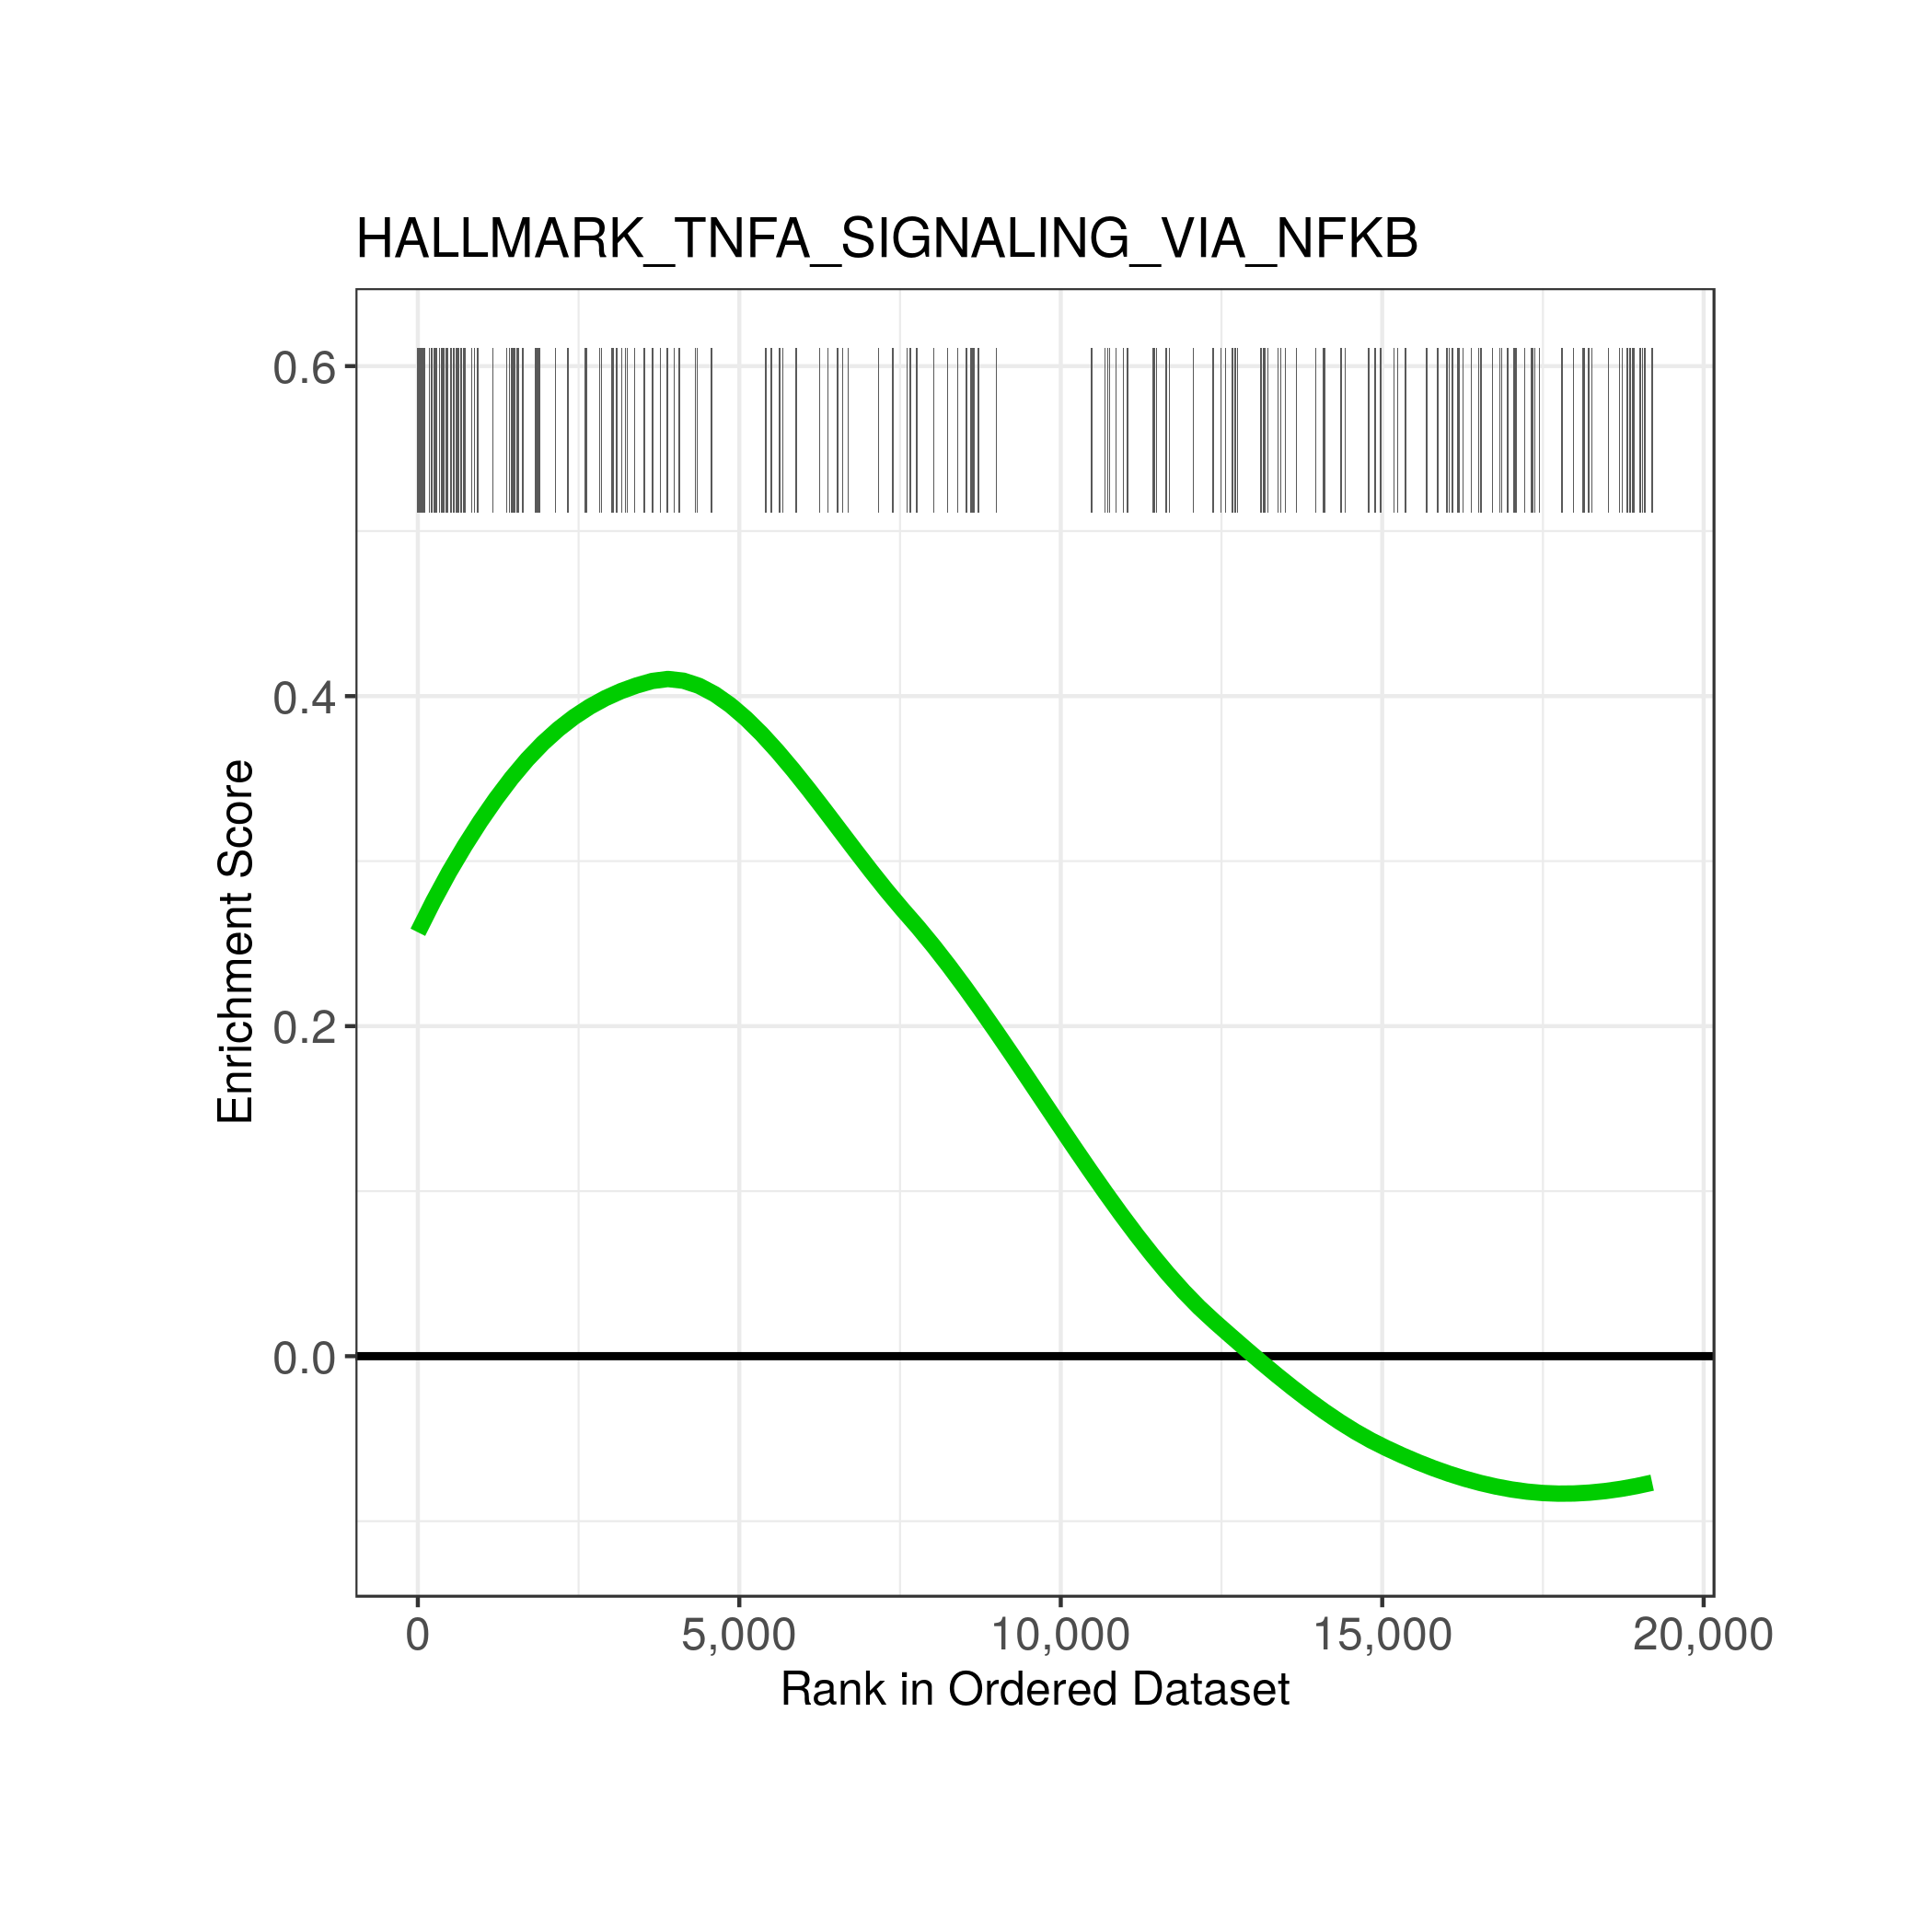 HALLMARK_TNFA_SIGNALING_VIA_NFKB
0.6
0.4
0.2
0.0
Enrichment Score
0 5,000 10,000 15,000 20,000
Rank in Ordered Dataset